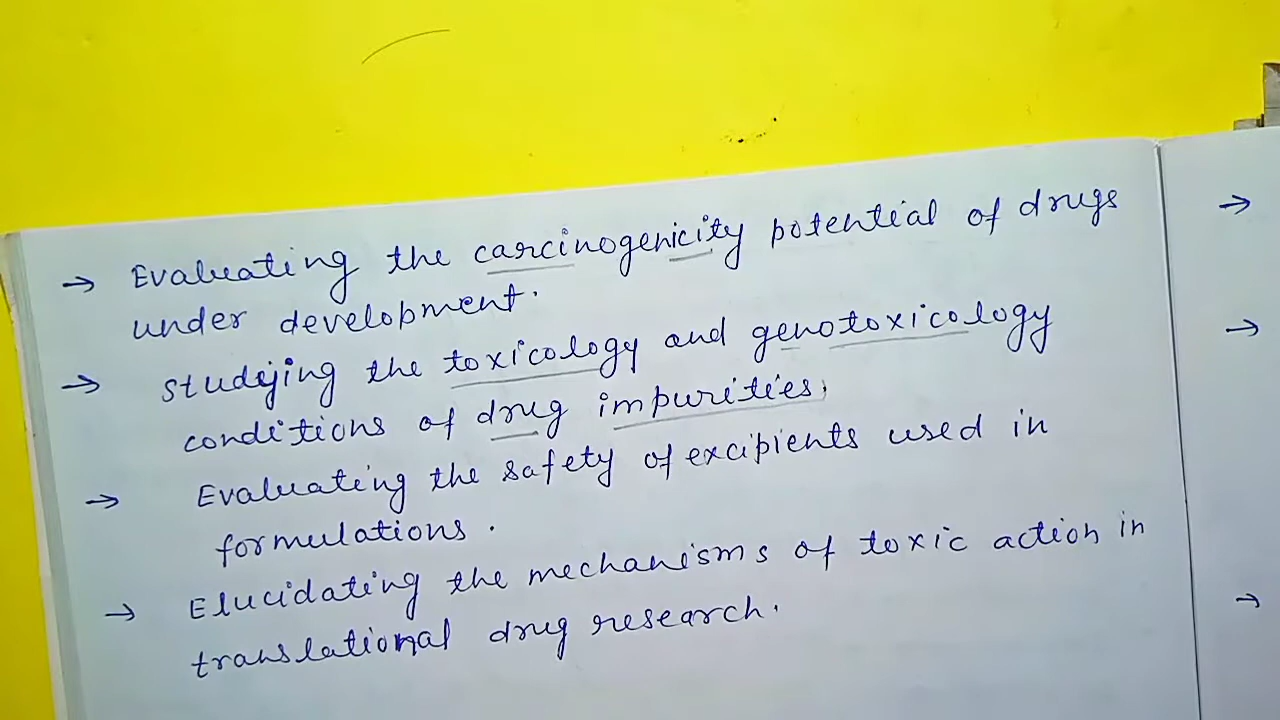 → Evaluating the carcinogenicity potential of drugs
under development.
→ Studying the toxicology and genotoxicology
conditions of drug impurities,
→ Evaluating the safety of excipients used in
formulations.
→ Elucidating the mechanisms of toxic action in
translational drug research.
→
→
→